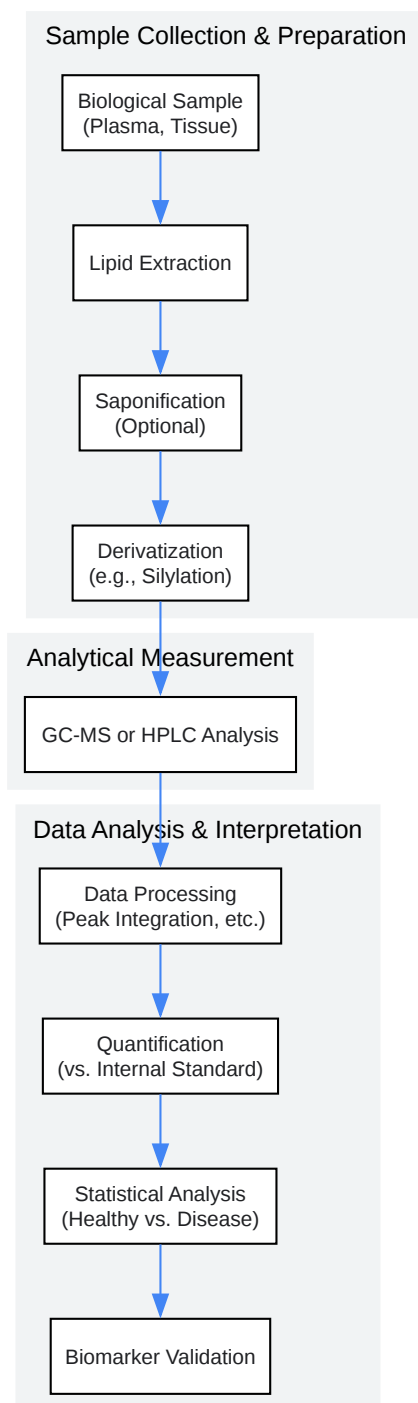 Sample Collection & Preparation
Biological Sample
(Plasma, Tissue)
Lipid Extraction
Saponification
(Optional)
Derivatization
(e.g., Silylation)
Analytical Measurement
GC-MS or HPLC Analysis
Data Analysis & Interpretation
Data Processing
(Peak Integration, etc.)
Quantification
(vs. Internal Standard)
Statistical Analysis
(Healthy vs. Disease)
Biomarker Validation